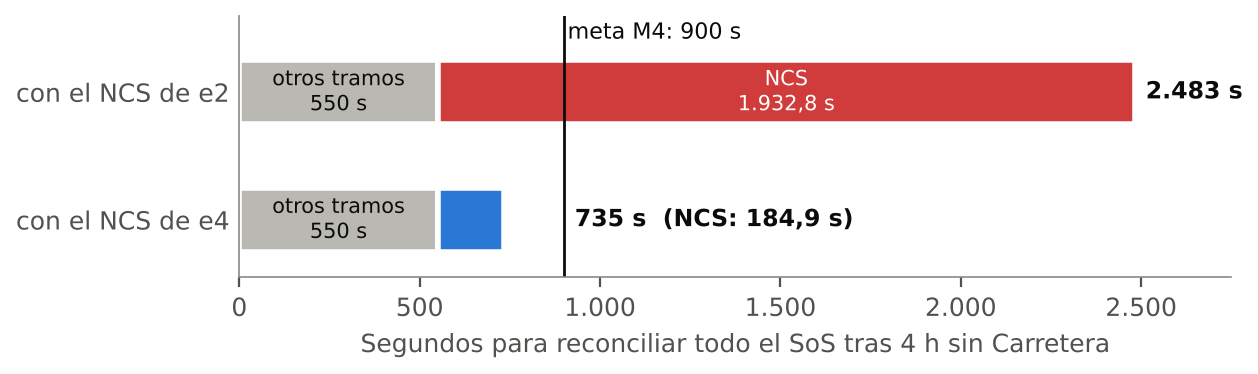 meta M4: 900 s
con el NCS de e2
otros tramos
550 s
NCS
1.932,8 s
2.483 s
con el NCS de e4
otros tramos
550 s
735 s (NCS: 184,9 s)
0 500 1.000 1.500 2.000 2.500
Segundos para reconciliar todo el SoS tras 4 h sin Carretera